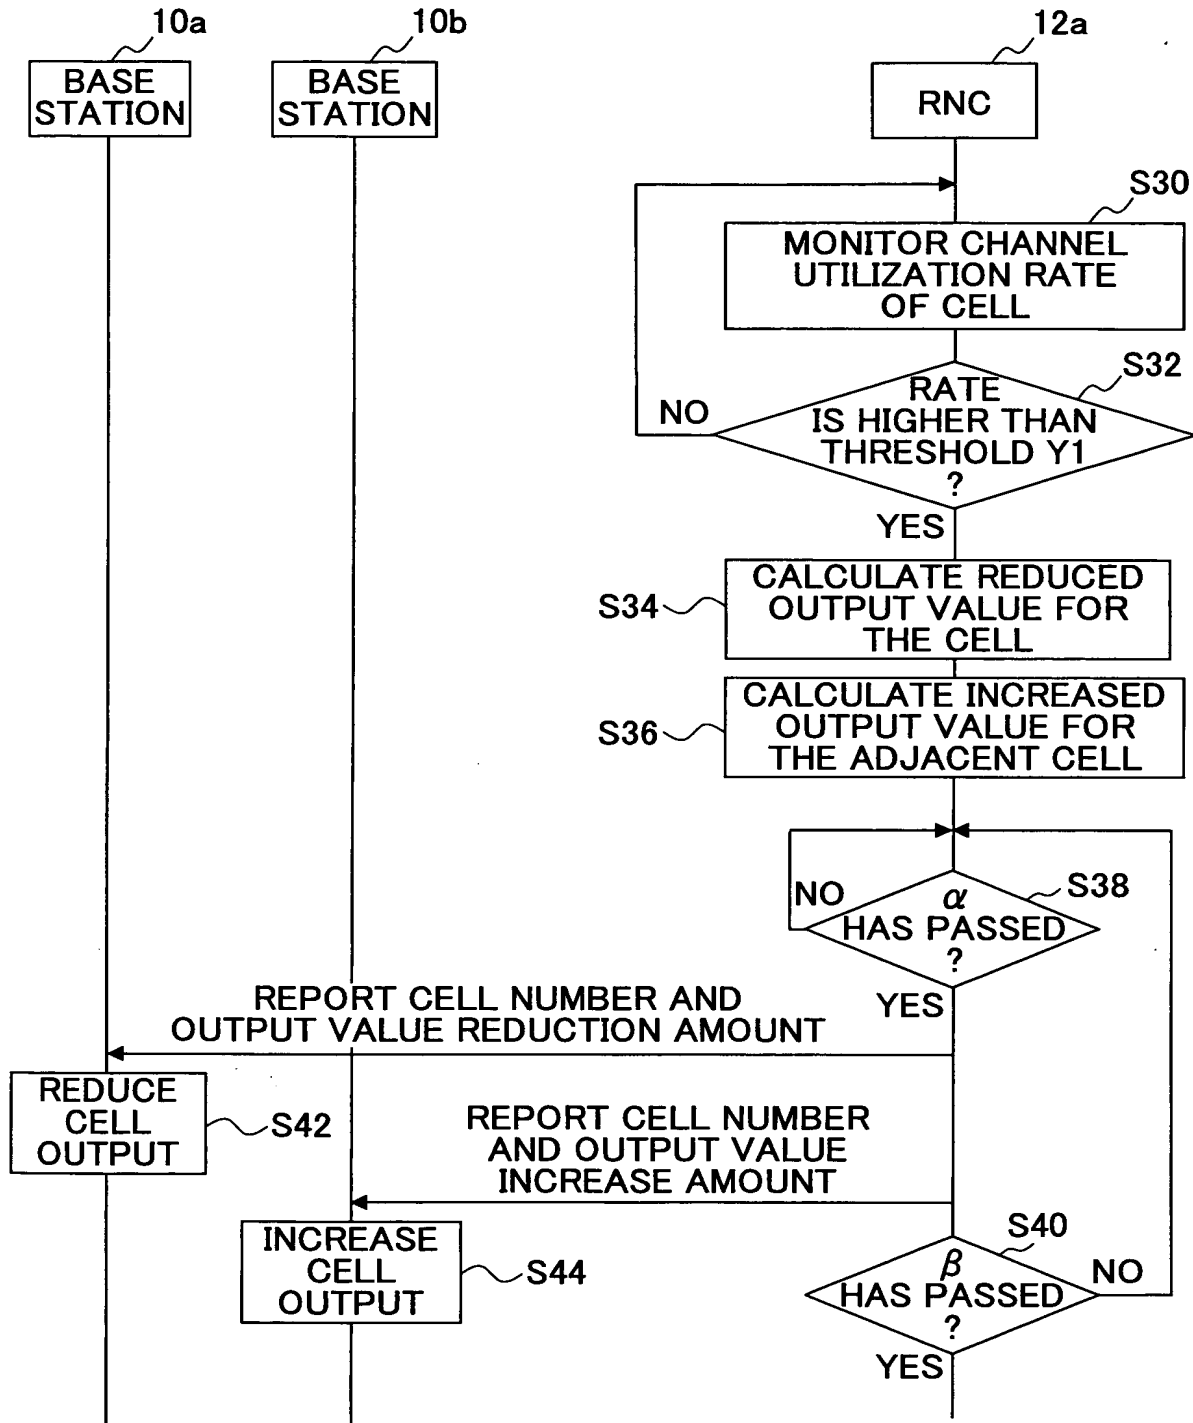 10a
10b
12a
BASE
STATION
BASE
STATION
RNC
S30
MONITOR CHANNEL
UTILIZATION RATE
OF CELL
S32
RATE
IS HIGHER THAN
THRESHOLD Y1
?
NO
YES
S34
CALCULATE REDUCED
OUTPUT VALUE FOR
THE CELL
S36
CALCULATE INCREASED
OUTPUT VALUE FOR
THE ADJACENT CELL
S38
NO
α
HAS PASSED
?
YES
REPORT CELL NUMBER AND
OUTPUT VALUE REDUCTION AMOUNT
REDUCE
CELL
OUTPUT
S42
REPORT CELL NUMBER
AND OUTPUT VALUE
INCREASE AMOUNT
INCREASE
CELL
OUTPUT
S44
S40
β
HAS PASSED
?
NO
YES